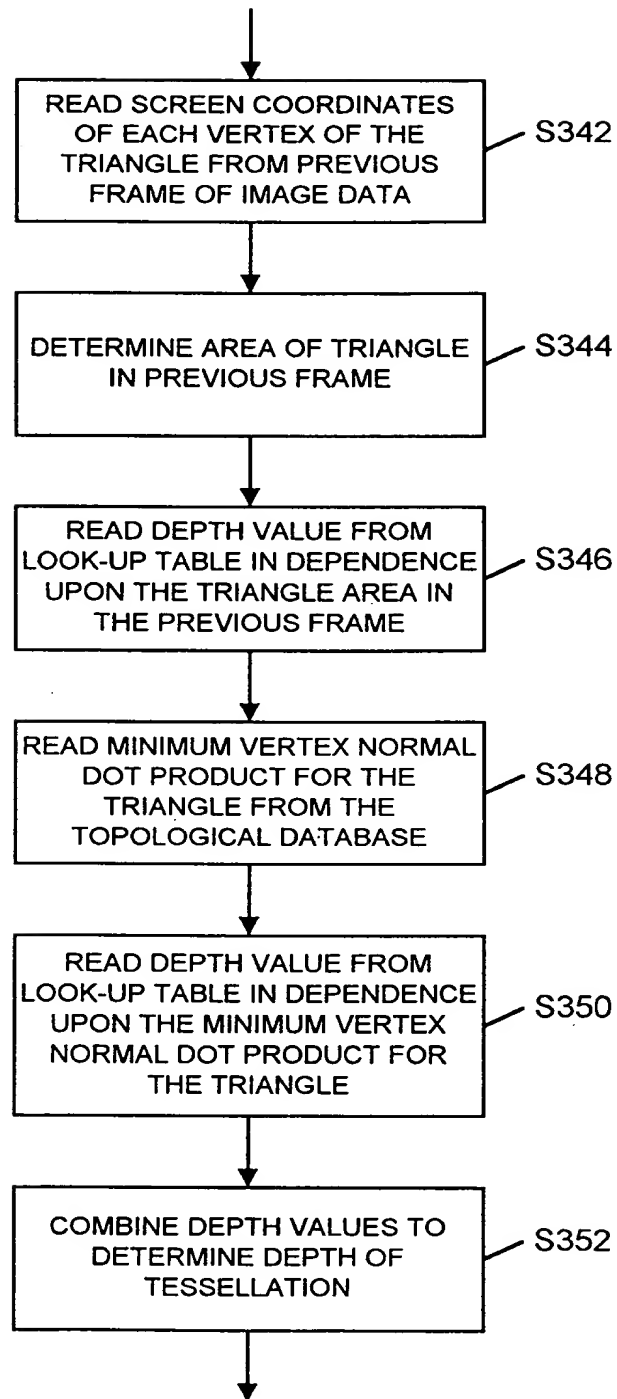 READ SCREEN COORDINATES
OF EACH VERTEX OF THE
TRIANGLE FROM PREVIOUS
FRAME OF IMAGE DATA
S342
DETERMINE AREA OF TRIANGLE
IN PREVIOUS FRAME
S344
READ DEPTH VALUE FROM
LOOK-UP TABLE IN DEPENDENCE
UPON THE TRIANGLE AREA IN
THE PREVIOUS FRAME
S346
READ MINIMUM VERTEX NORMAL
DOT PRODUCT FOR THE
TRIANGLE FROM THE
TOPOLOGICAL DATABASE
S348
READ DEPTH VALUE FROM
LOOK-UP TABLE IN DEPENDENCE
UPON THE MINIMUM VERTEX
NORMAL DOT PRODUCT FOR
THE TRIANGLE
S350
COMBINE DEPTH VALUES TO
DETERMINE DEPTH OF
TESSELLATION
S352